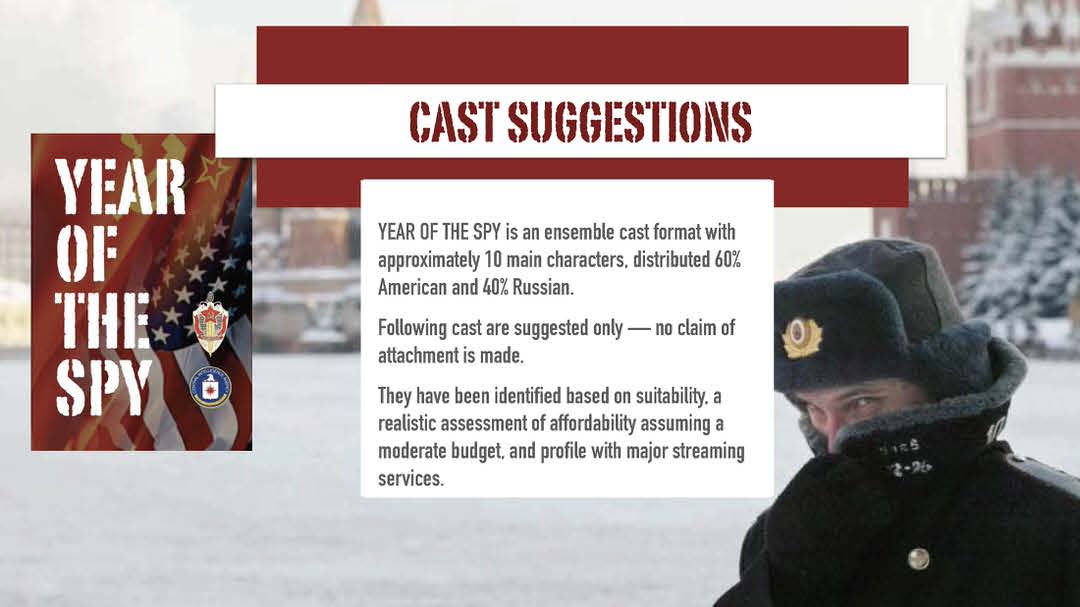 CAST SUGGESTIONS
YEAR
OF
THE
SPY
YEAR OF THE SPY is an ensemble cast format with
approximately 10 main characters, distributed 60%
American and 40% Russian.
Following cast are suggested only — no claim of
attachment is made.
They have been identified based on suitability, a
realistic assessment of affordability assuming a
moderate budget, and profile with major streaming
services.